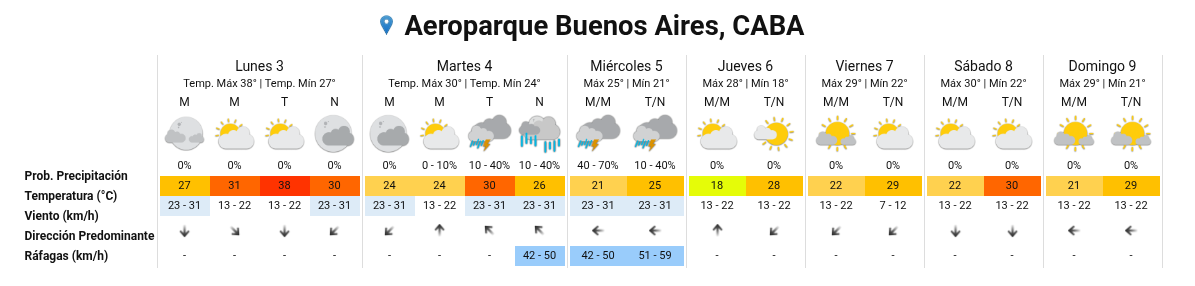 Aeroparque Buenos Aires, CABA
Lunes 3 Martes 4 Miércoles 5 Jueves 6 Viernes 7 Sábado 8 Domingo 9
Temp. Máx 38° | Temp. Mín 27° Temp. Máx 30° | Temp. Mín 24° Máx 25° | Mín 21° Máx 28° | Mín 18° Máx 29° | Mín 22° Máx 30° | Mín 22° Máx 29° | Mín 21°
M M T N M M T N M/M T/N M/M T/N M/M T/N M/M T/N M/M T/N
0% 0% 0% 0% 0% 0 - 10% 10 - 40% 10 - 40% 40 - 70% 10 - 40% 0% 0% 0% 0% 0% 0% 0% 0%
Prob. Precipitación
27 31 38 30 24 24 30 26 21 25 18 28 22 29 22 30 21 29
Temperatura (°C)
23 - 31 13 - 22 13 - 22 23 - 31 23 - 31 13 - 22 23 - 31 23 - 31 23 - 31 23 - 31 13 - 22 13 - 22 13 - 22 7 - 12 13 - 22 13 - 22 13 - 22 13 - 22
Viento (km/h)
Dirección Predominante
Ráfagas (km/h) - - - - - - - 42 - 50 42 - 50 51 - 59 - - - - - - - -